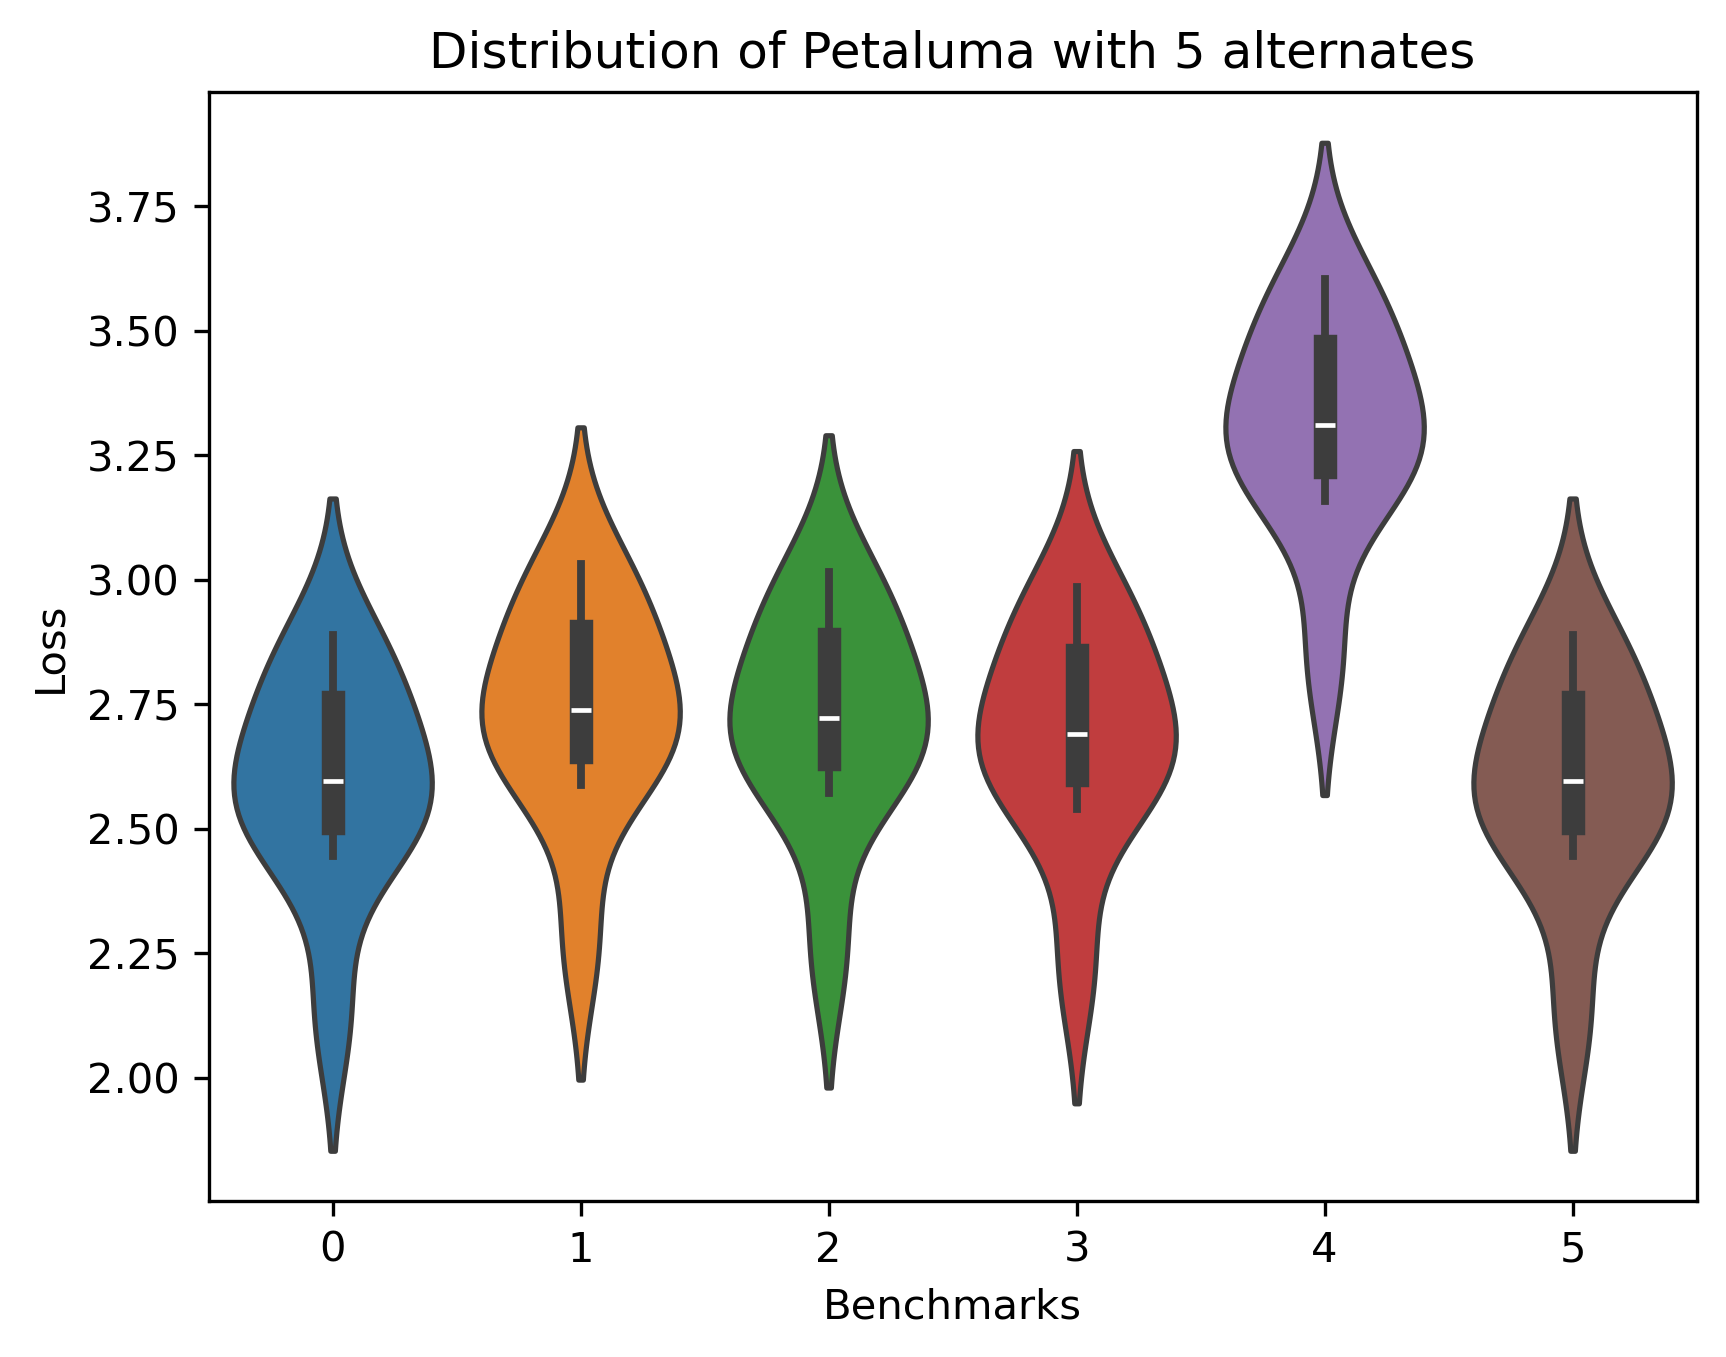 Distribution of Petaluma with 5 alternates
3.75
3.50
3.25
3.00
2.75
2.50
2.25
2.00
Loss
0 1 2 3 4 5
Benchmarks